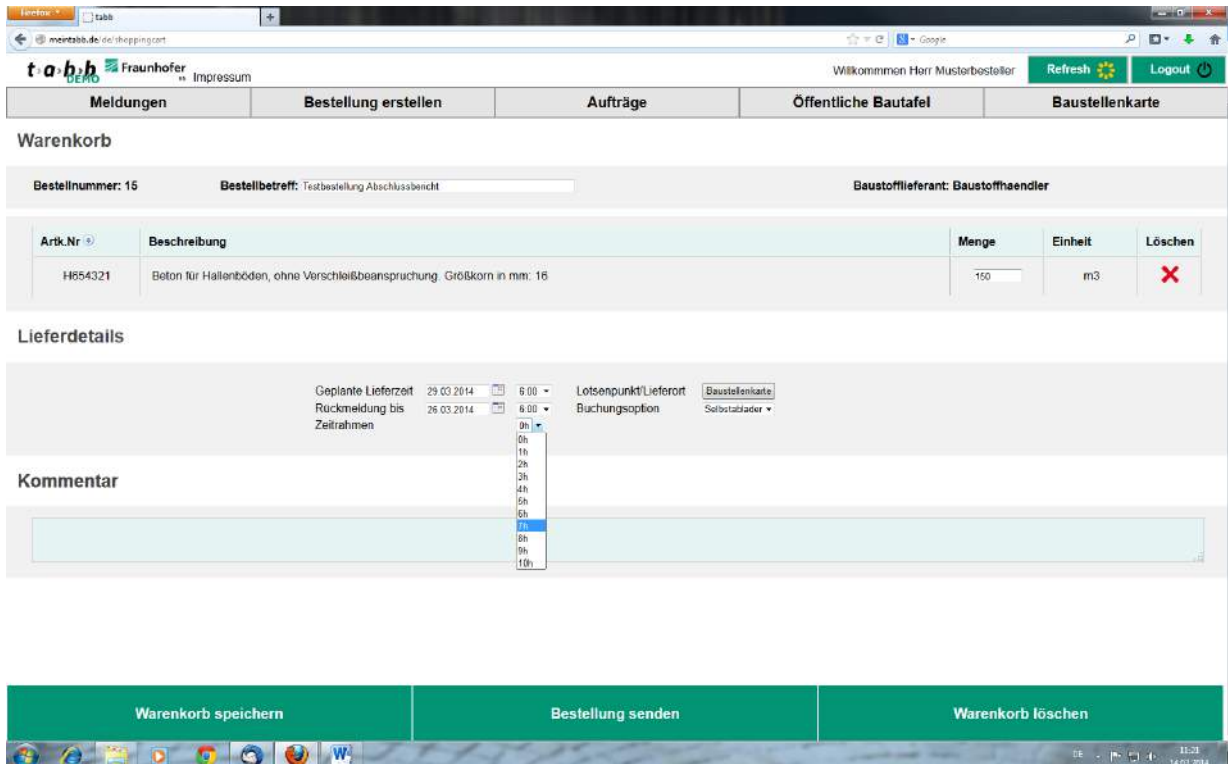 Firefox
tabb
meintabb.de/de/shoppingcart
Google
t›a›b›b
DEMO
Fraunhofer
Impressum
Willkommmen Herr Musterbesteller
Refresh
Logout
Meldungen
Bestellung erstellen
Aufträge
Öffentliche Bautafel
Baustellenkarte
Warenkorb
Bestellnummer: 15
Bestellbetreff: Testbestellung Abschlussbericht
Baustofflieferant: Baustoffhaendler
Artk.Nr Beschreibung Menge Einheit Löschen
H654321 Beton für Hallenböden, ohne Verschleißbeanspruchung. Größkorn in mm: 16 150 m3
Lieferdetails
Geplante Lieferzeit 29.03.2014 6:00 Lotsenpunkt/Lieferort Baustellenkarte
Rückmeldung bis 26.03.2014 6:00 Buchungsoption Selbstablader
Zeitrahmen 0h
0h
1h
2h
3h
4h
5h
6h
7h
8h
9h
10h
Kommentar
Warenkorb speichern
Bestellung senden
Warenkorb löschen
DE
11:21
14.03.2014